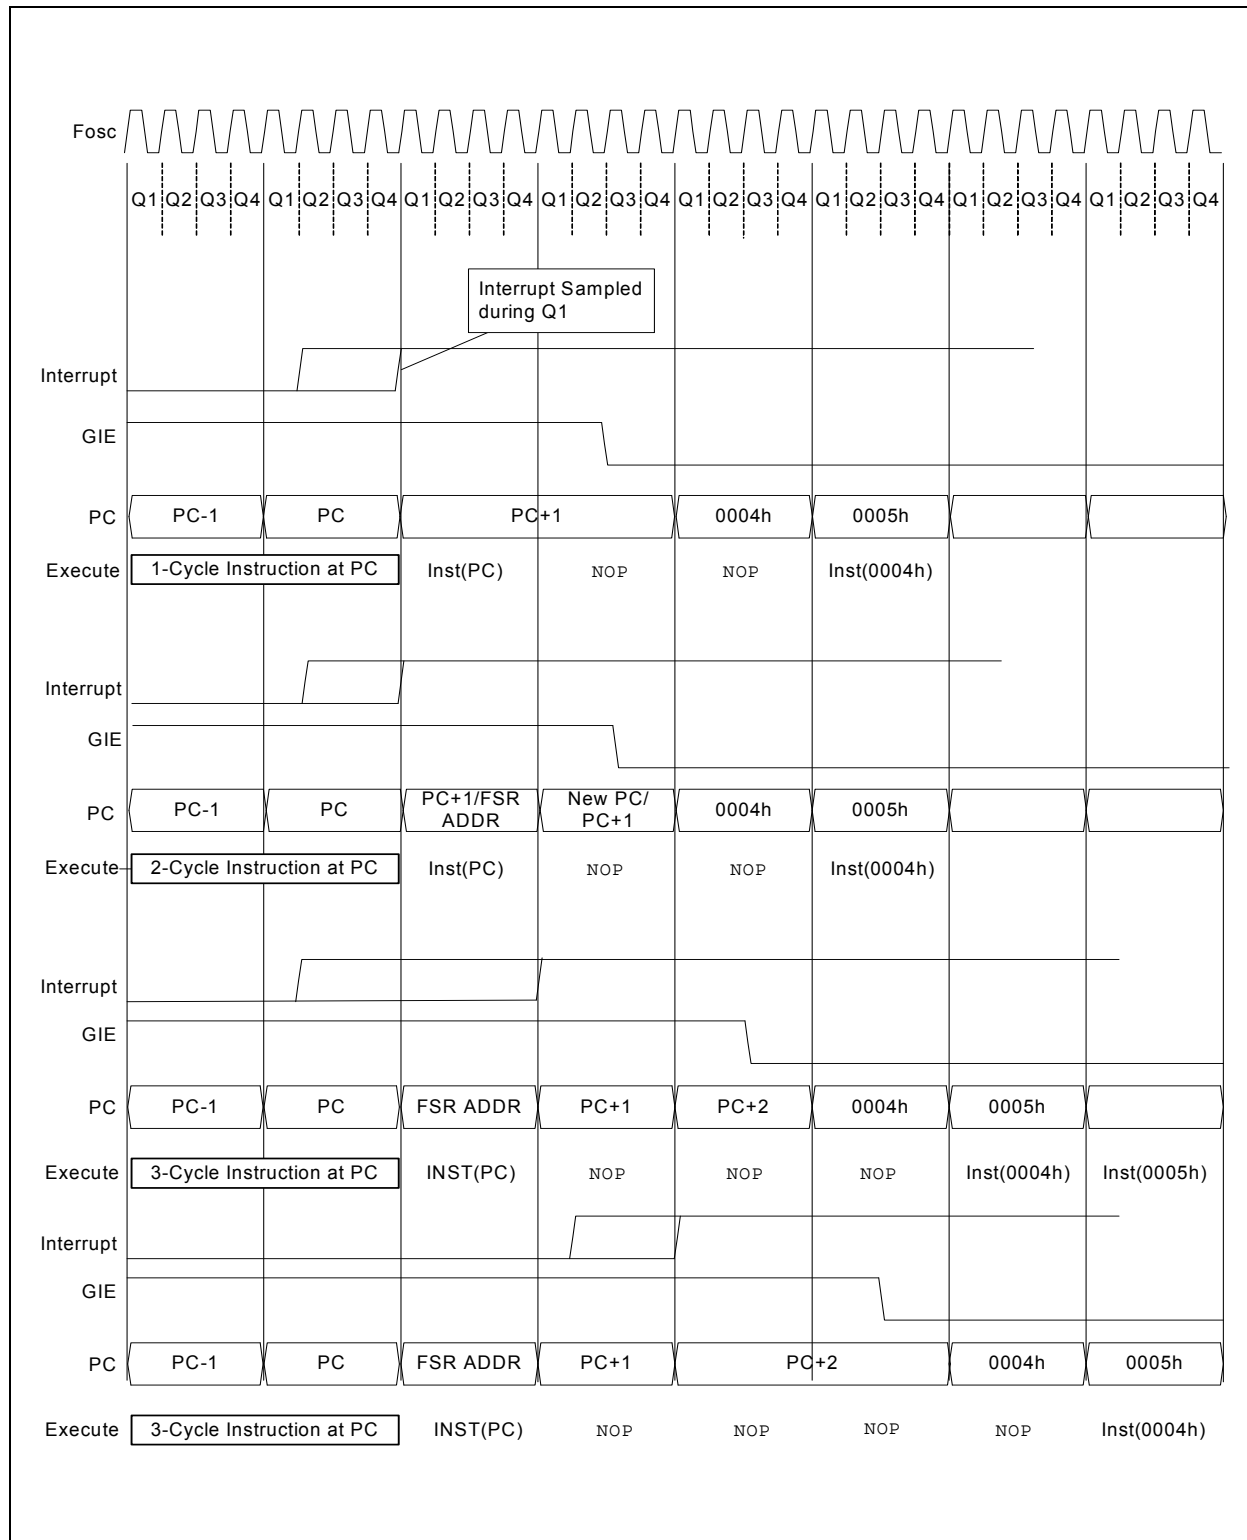 Fosc
Q1 Q2 Q3 Q4 Q1 Q2 Q3 Q4 Q1 Q2 Q3 Q4 Q1 Q2 Q3 Q4 Q1 Q2 Q3 Q4 Q1 Q2 Q3 Q4 Q1 Q2 Q3 Q4 Q1 Q2 Q3 Q4
Interrupt Sampled
during Q1
Interrupt
GIE
PC PC-1 PC PC+1 0004h 0005h
Execute 1-Cycle Instruction at PC Inst(PC) NOP NOP Inst(0004h)
Interrupt
GIE
PC PC-1 PC PC+1/FSR ADDR New PC/ PC+1 0004h 0005h
Execute 2-Cycle Instruction at PC Inst(PC) NOP NOP Inst(0004h)
Interrupt
GIE
PC PC-1 PC FSR ADDR PC+1 PC+2 0004h 0005h
Execute 3-Cycle Instruction at PC INST(PC) NOP NOP NOP Inst(0004h) Inst(0005h)
Interrupt
GIE
PC PC-1 PC FSR ADDR PC+1 PC+2 0004h 0005h
Execute 3-Cycle Instruction at PC INST(PC) NOP NOP NOP NOP Inst(0004h)